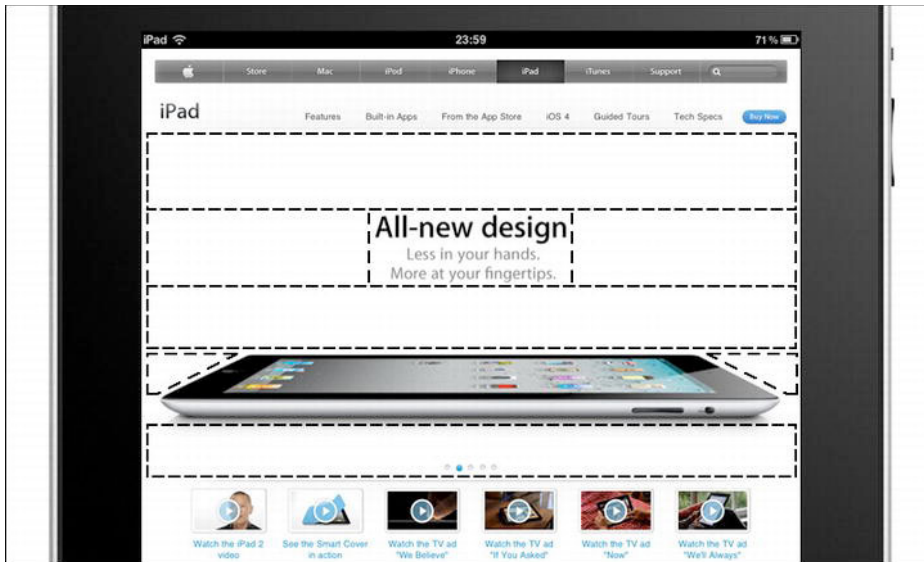 iPad 23:59 71 %
Store Mac iPod iPhone iPad iTunes Support
iPad
Features Built-in Apps From the App Store iOS 4 Guided Tours Tech Specs Buy Now
All-new design
Less in your hands.
More at your fingertips.
Watch the iPad 2 See the Smart Cover Watch the TV ad Watch the TV ad Watch the TV ad Watch the TV ad
video in action "We Believe" "If You Asked" "Now" "We'll Always"